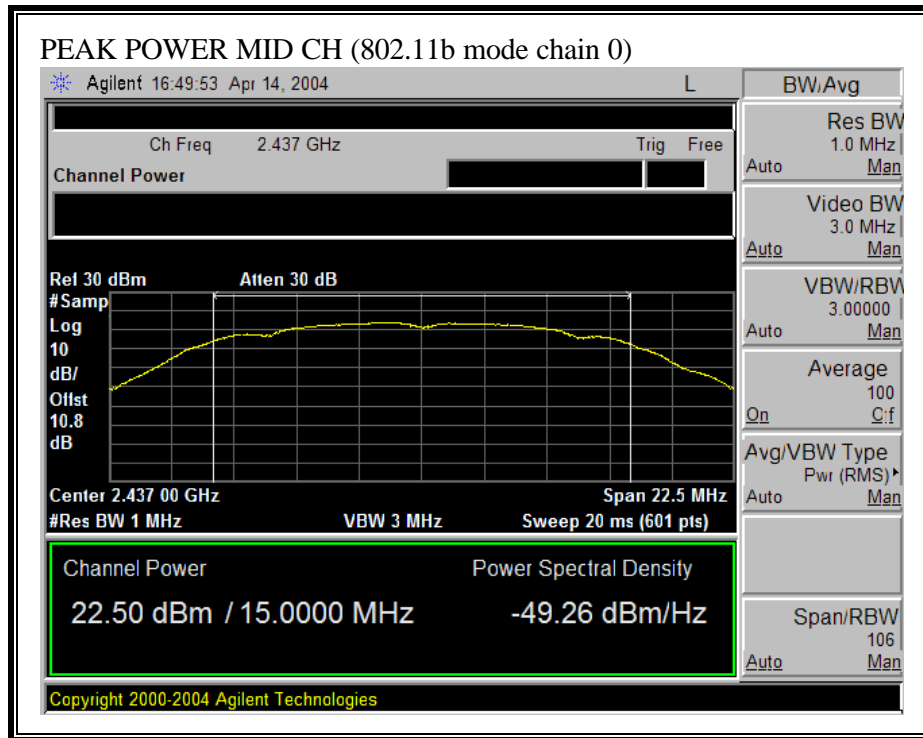 PEAK POWER MID CH (802.11b mode chain 0)
Agilent 16:49:53 Apr 14, 2004 L
Ch Freq 2.437 GHz Trig Free
Channel Power
Ref 30 dBm Atten 30 dB
#Samp
Log
10
dB/
Offst
10.8
dB
Center 2.437 00 GHz Span 22.5 MHz
#Res BW 1 MHz VBW 3 MHz Sweep 20 ms (601 pts)
Channel Power Power Spectral Density
22.50 dBm / 15.0000 MHz -49.26 dBm/Hz
Copyright 2000-2004 Agilent Technologies
BW/Avg
Res BW
1.0 MHz
Auto Man
Video BW
3.0 MHz
Auto Man
VBW/RBW
3.00000
Auto Man
Average
100
On Off
Avg/VBW Type
Pwr (RMS)
Auto Man
Span/RBW
106
Auto Man